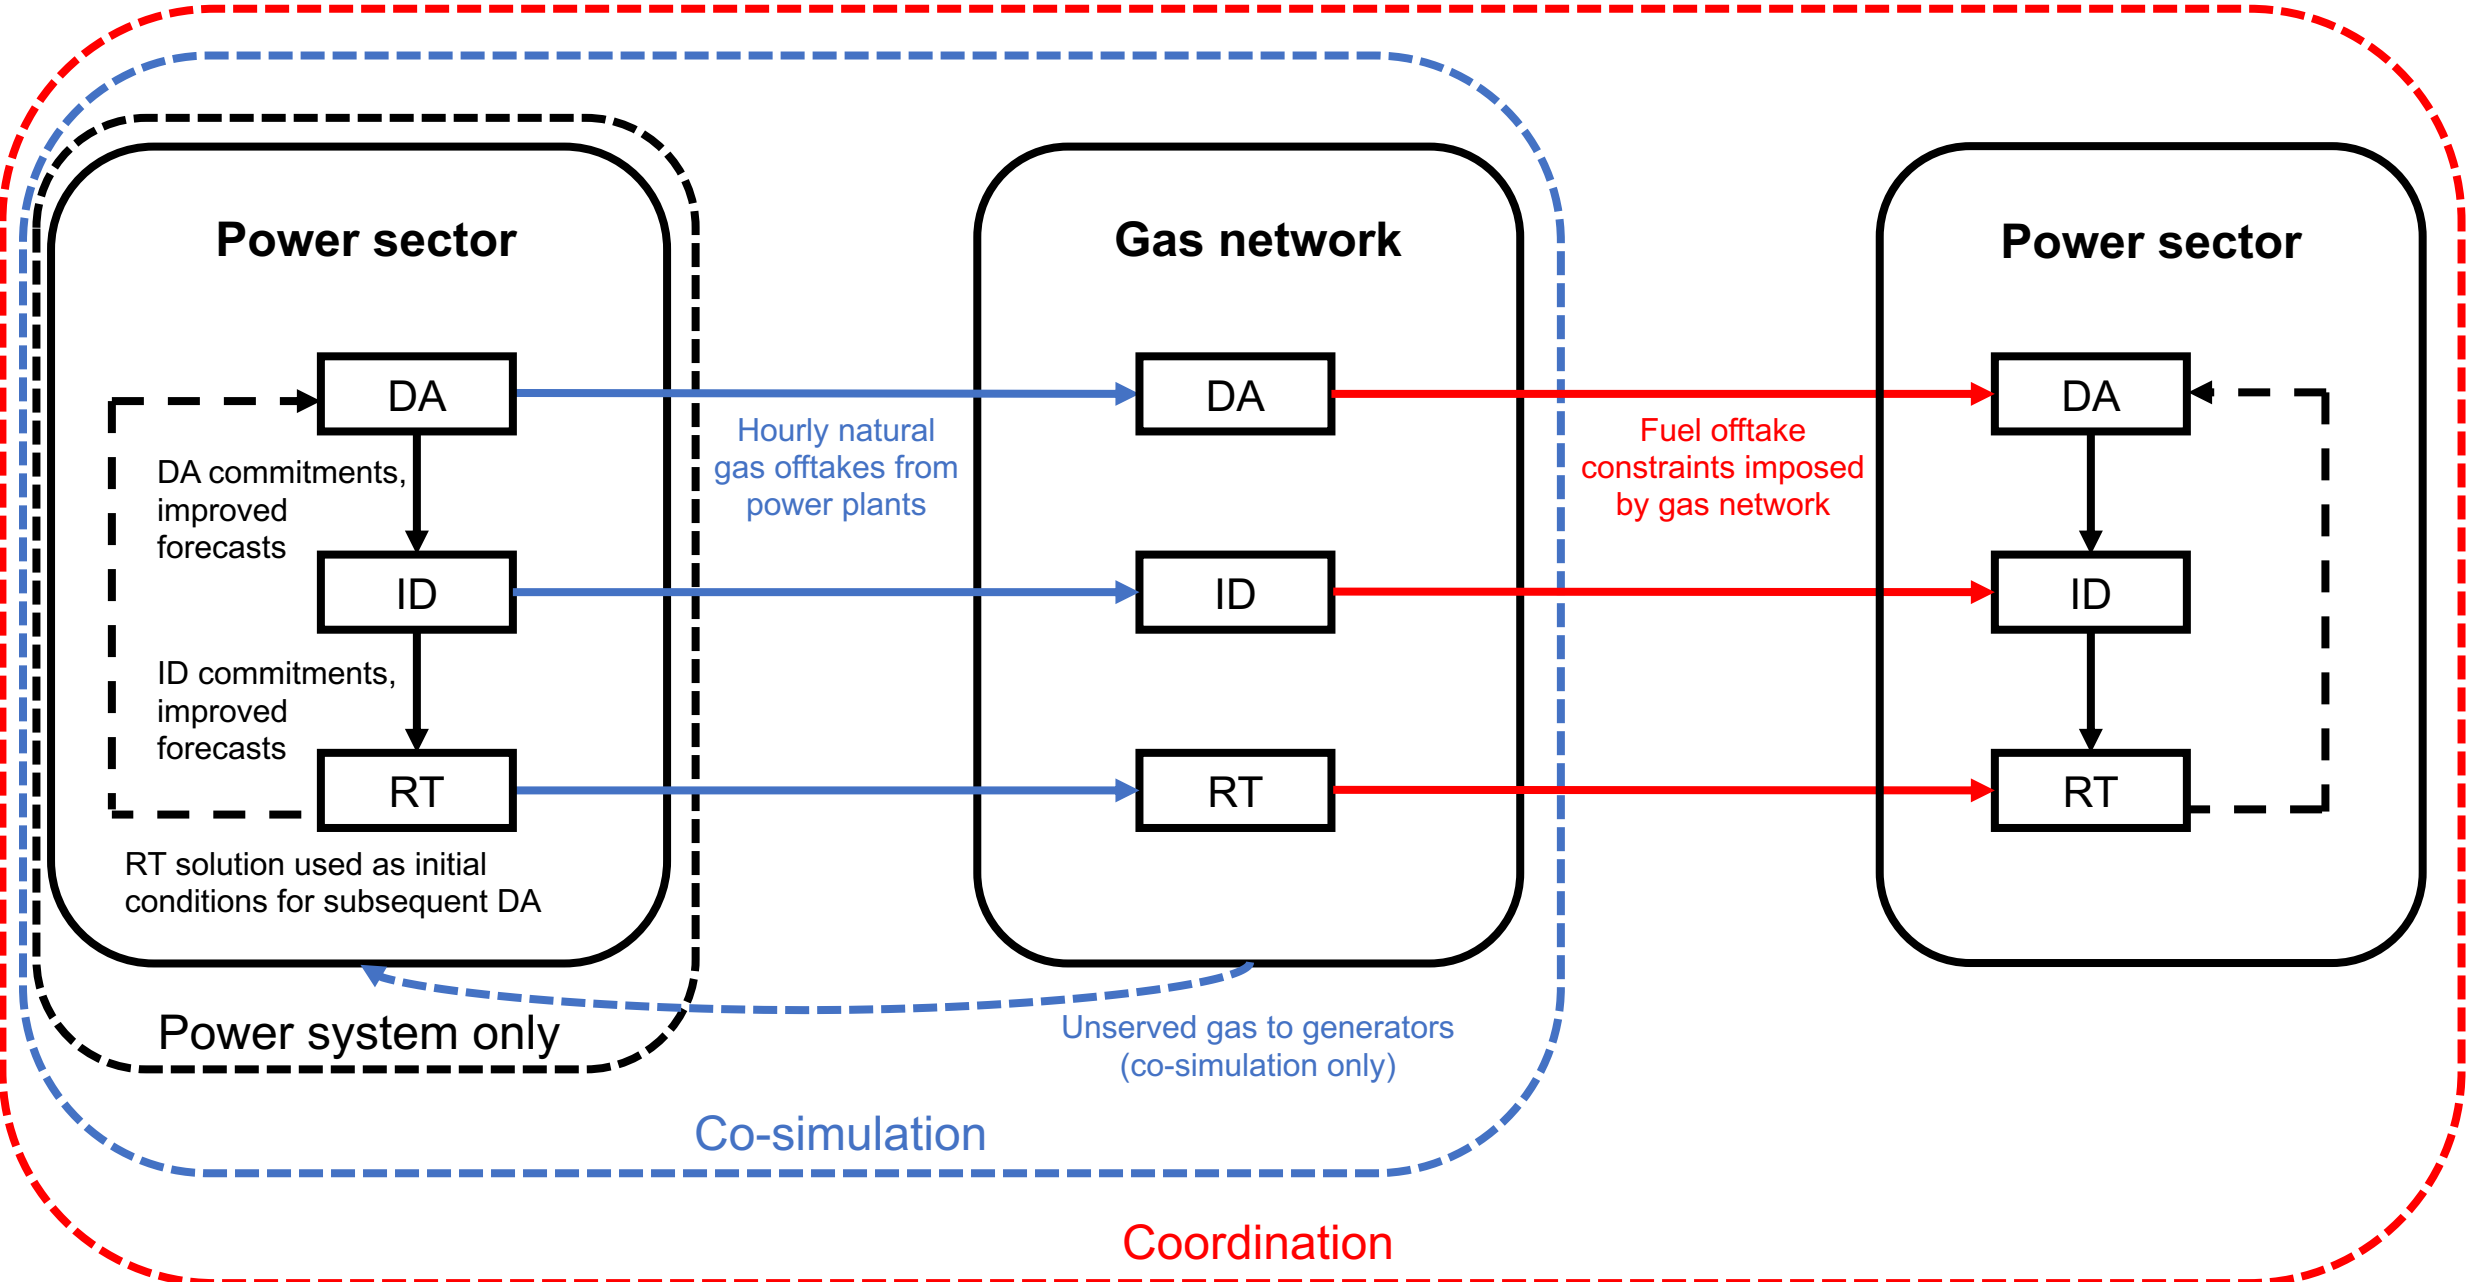 Power sector
DA
DA commitments,
improved
forecasts
ID
ID commitments,
improved
forecasts
RT
RT solution used as initial
conditions for subsequent DA
Power system only
Hourly natural
gas offtakes from
power plants
Gas network
DA
ID
RT
Unserved gas to generators
(co-simulation only)
Co-simulation
Fuel offtake
constraints imposed
by gas network
Power sector
DA
ID
RT
Coordination